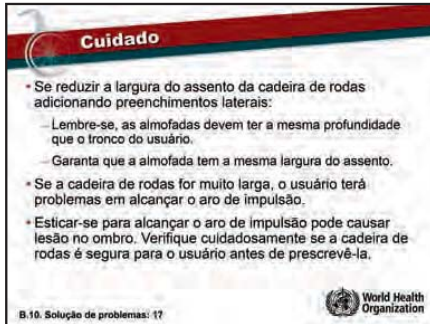 Cuidado
• Se reduzir a largura do assento da cadeira de rodas
adicionando preenchimentos laterais:
– Lembre-se, as almofadas devem ter a mesma profundidade
que o tronco do usuário.
– Garanta que a almofada tem a mesma largura do assento.
• Se a cadeira de rodas for muito larga, o usuário terá
problemas em alcançar o aro de impulsão.
• Esticar-se para alcançar o aro de impulsão pode causar
lesão no ombro. Verifique cuidadosamente se a cadeira de
rodas é segura para o usuário antes de prescrevê-la.
B.10. Solução de problemas: 17
World Health
Organization